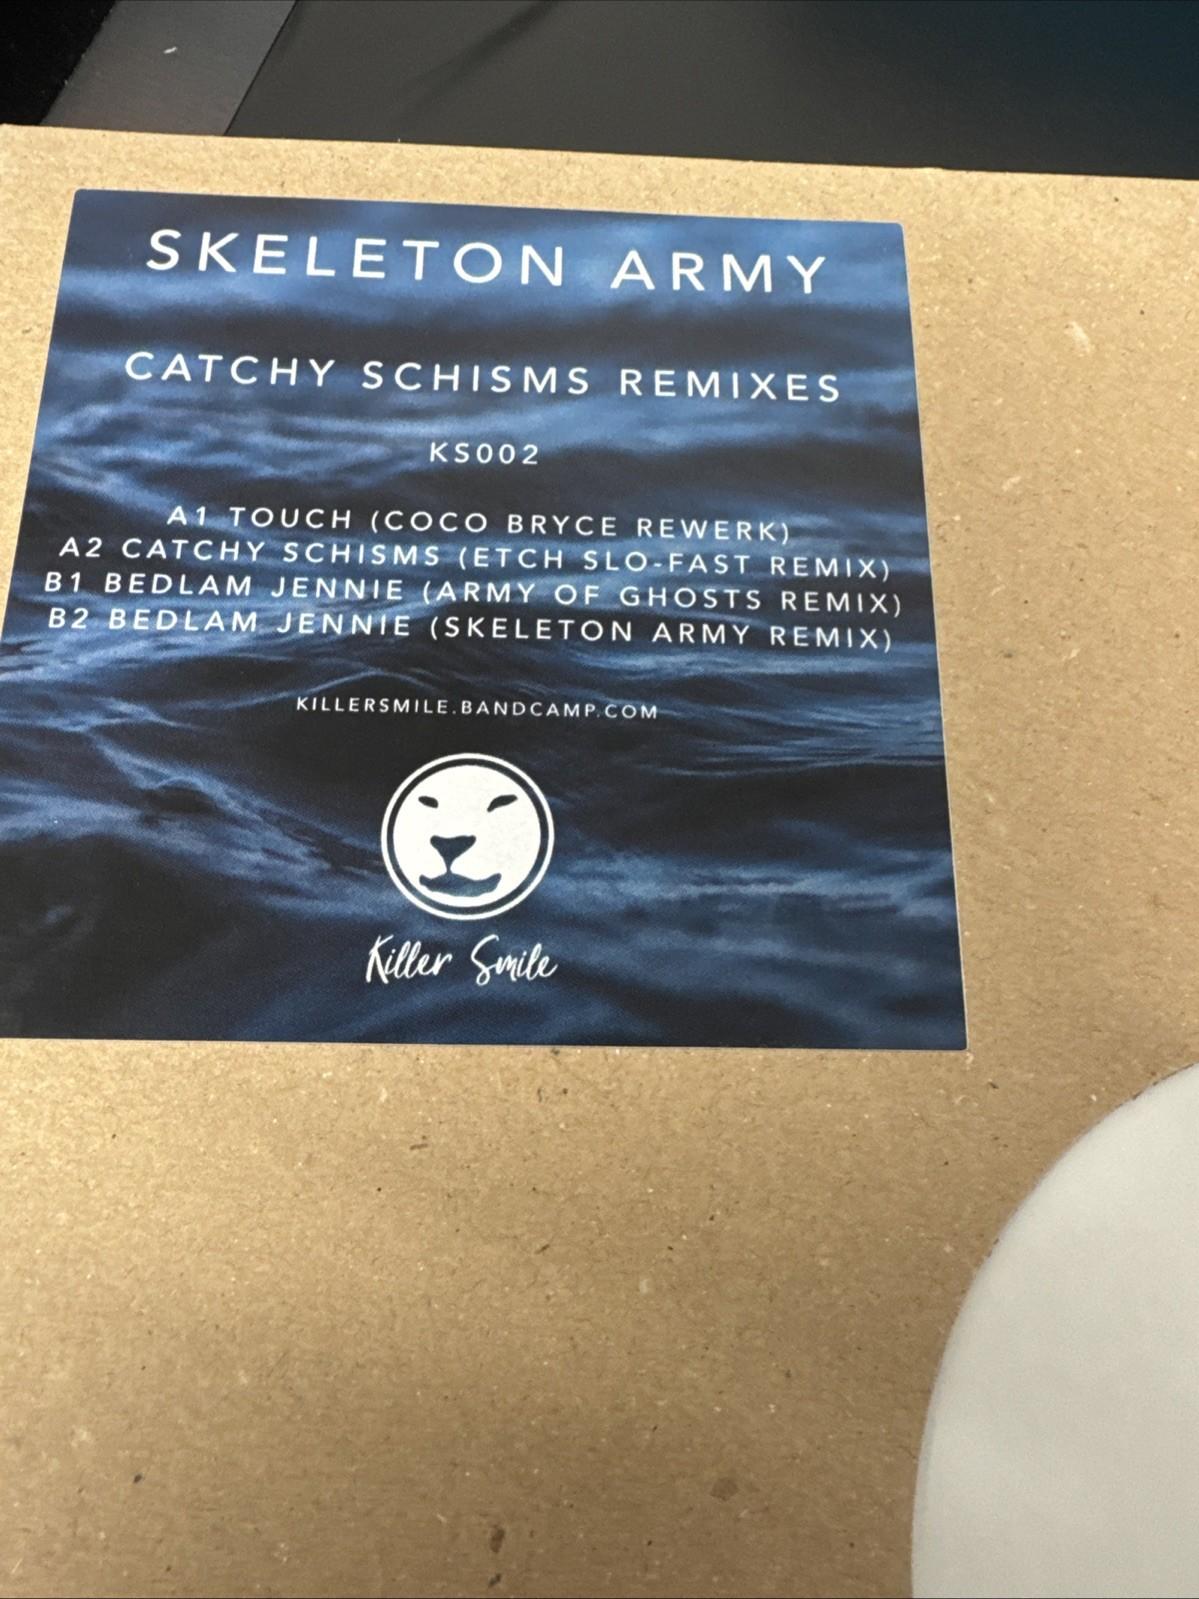 SKELETON ARMY
CATCHY SCHISMS REMIXES
KS002
A1 TOUCH (COCO BRYCE REWERK)
A2 CATCHY SCHISMS (ETCH SLO-FAST REMIX)
B1 BEDLAM JENNIE (ARMY OF GHOSTS REMIX)
B2 BEDLAM JENNIE (SKELETON ARMY REMIX)
KILLERSMILE.BANDCAMP.COM
Killer Smile